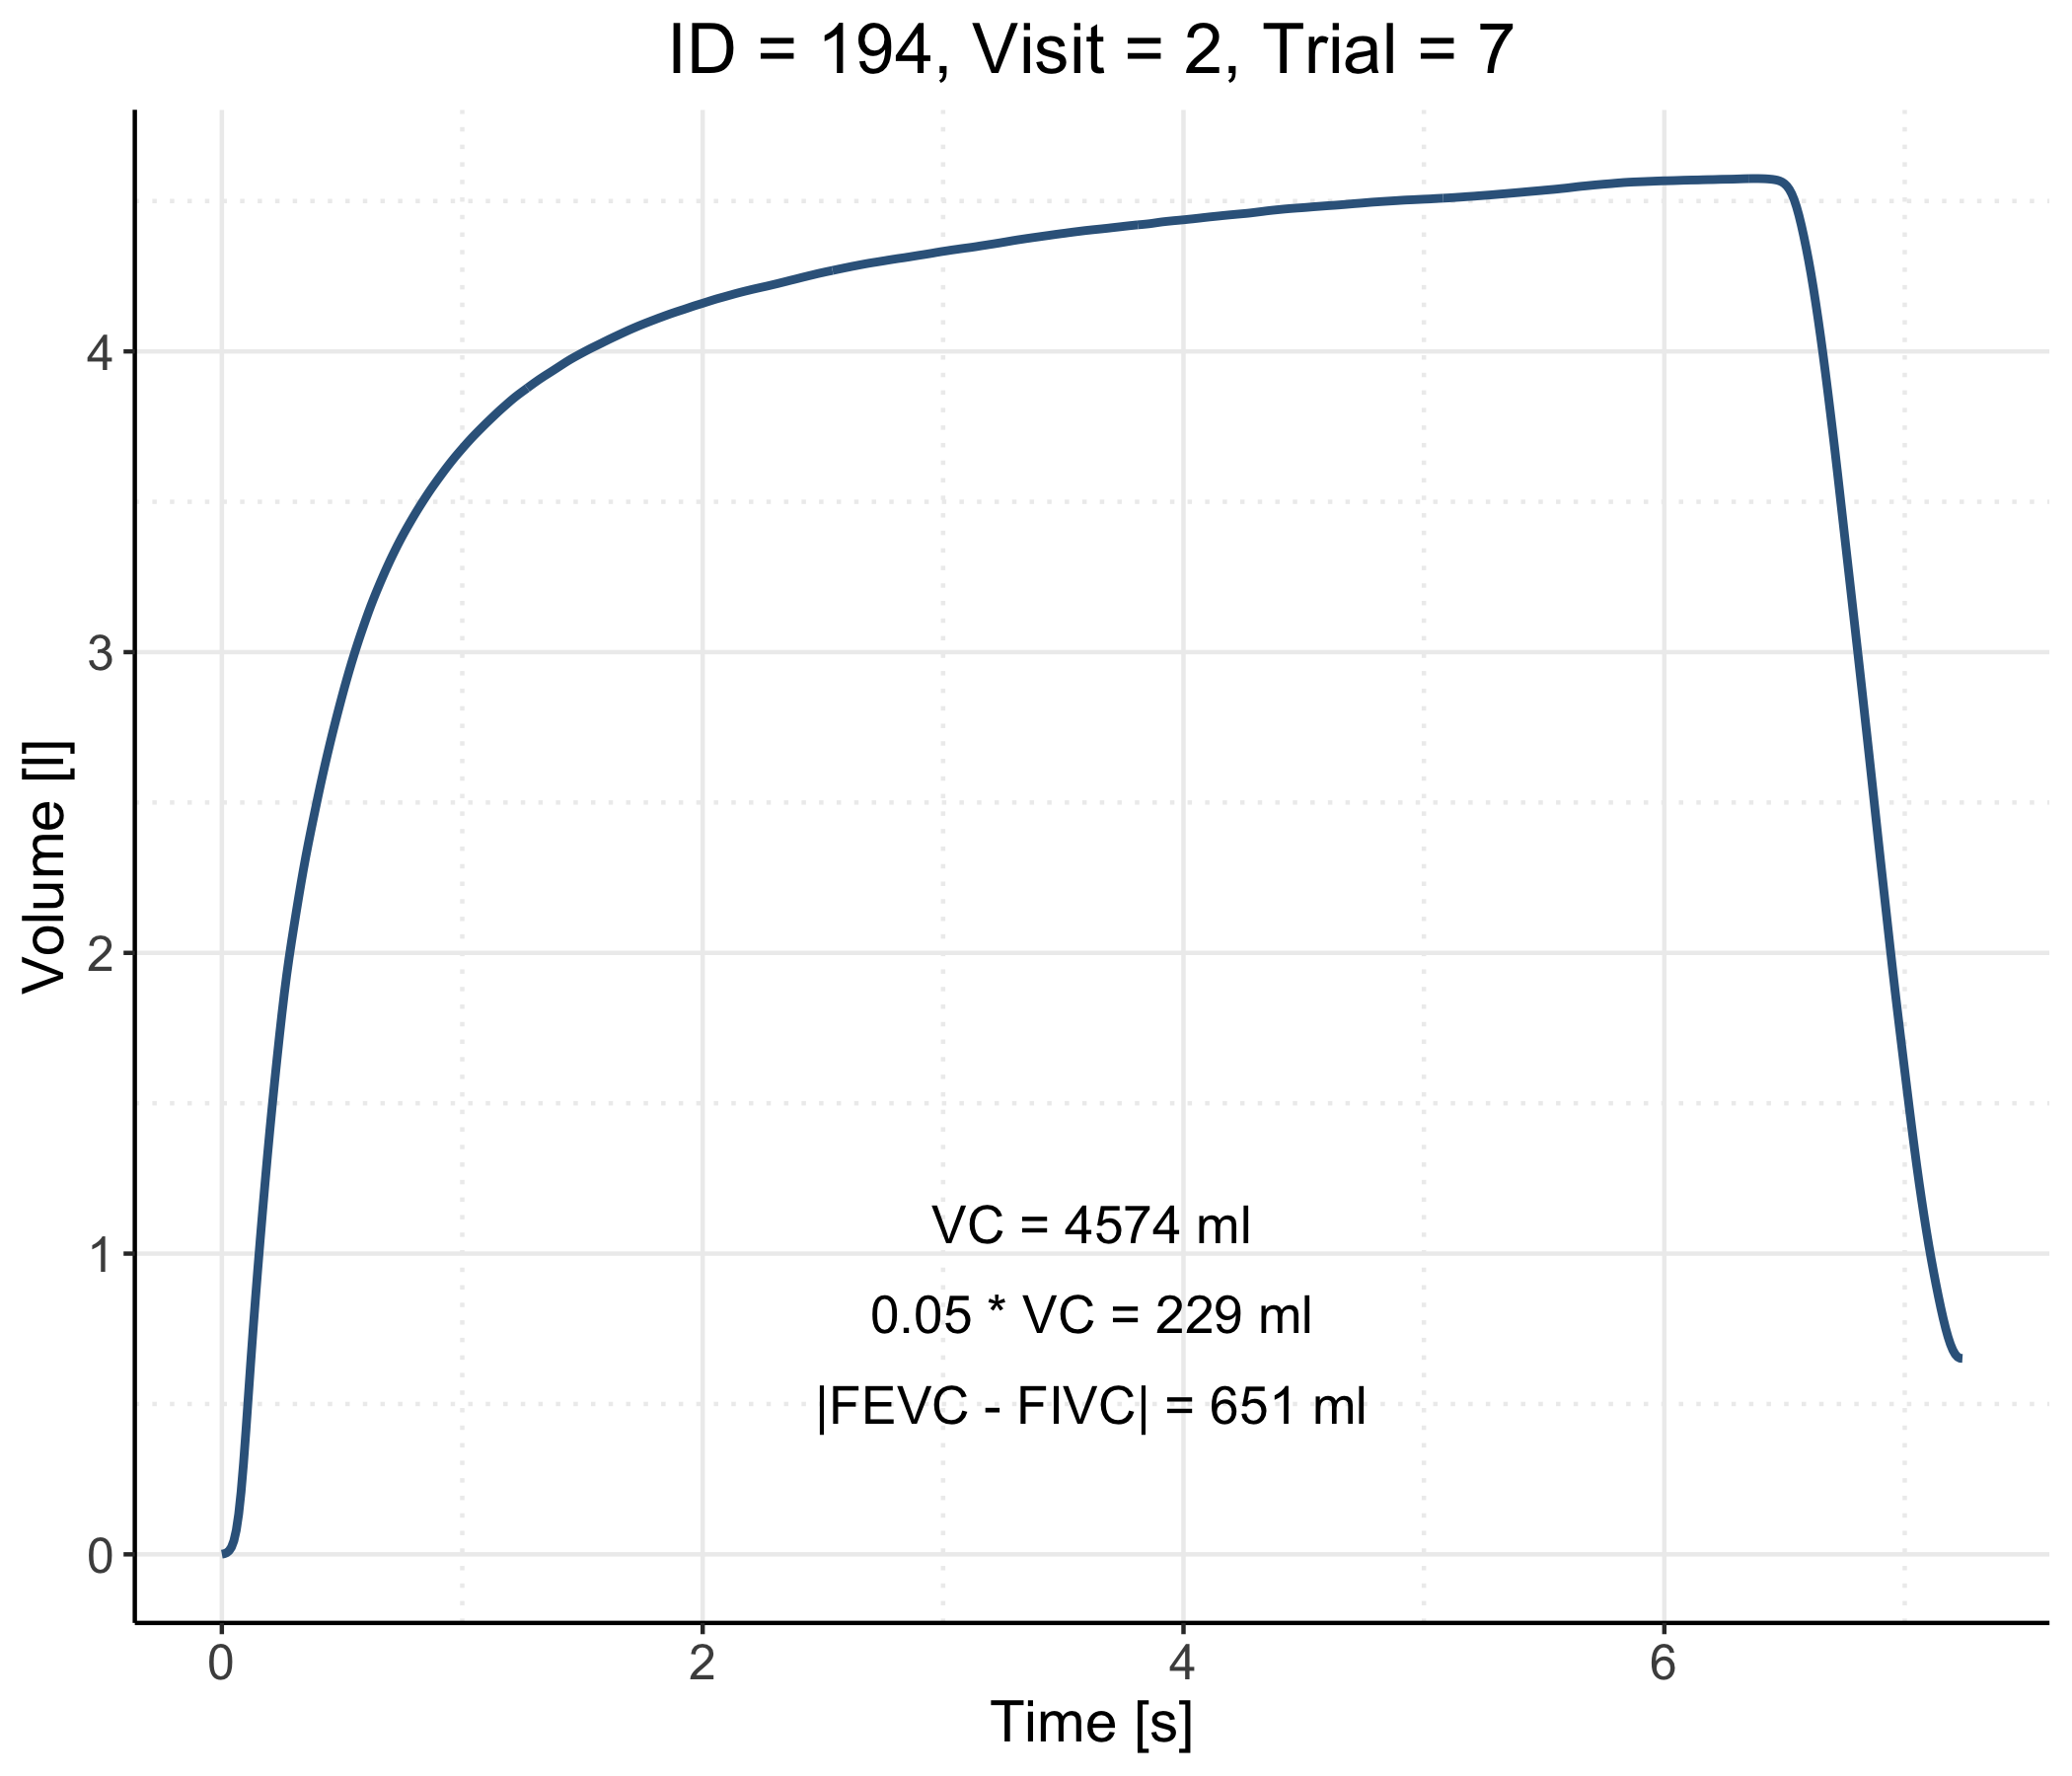 ID = 194, Visit = 2, Trial = 7
Volume [l]
4
3
2
1
0
VC = 4574 ml
0.05 * VC = 229 ml
|FEVC - FIVC| = 651 ml
0 2 4 6
Time [s]